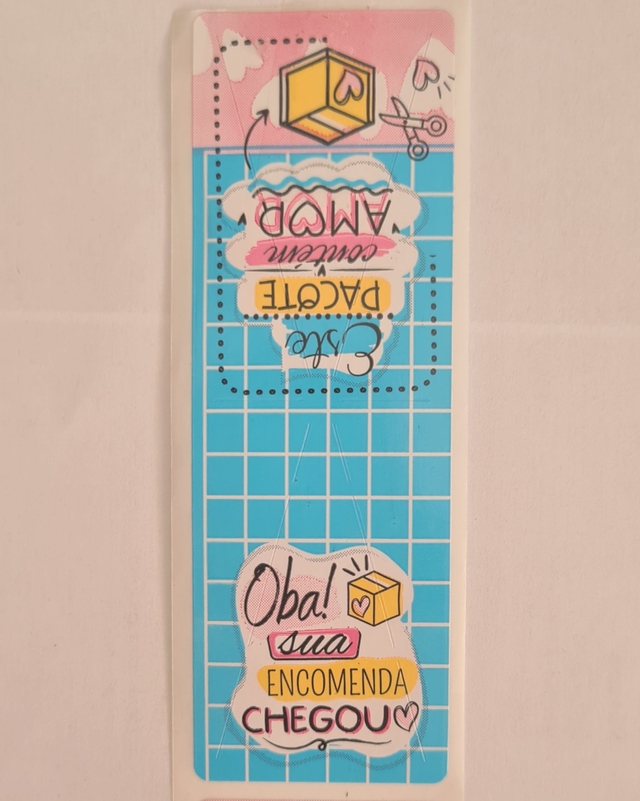 Este
PACOTE
contém
AMOR
Oba!
sua
ENCOMENDA
CHEGOU